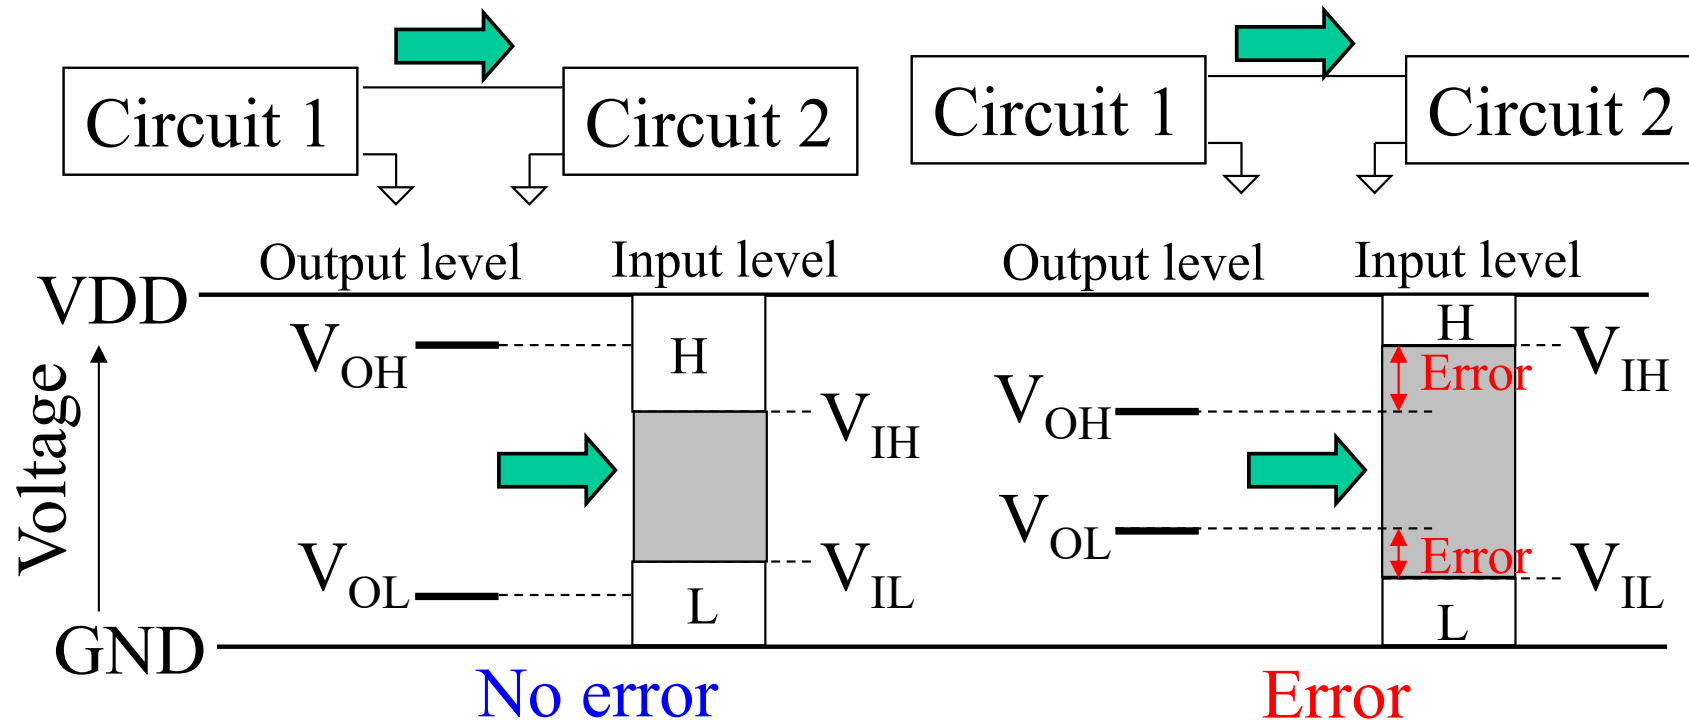 Circuit 1
Circuit 2
Circuit 1
Circuit 2
Output level
Input level
Output level
Input level
VDD
Voltage
GND
VOH
H
VIH
VOL
L
VIL
No error
H
VIH
Error
VOH
VOL
Error
VIL
L
Error